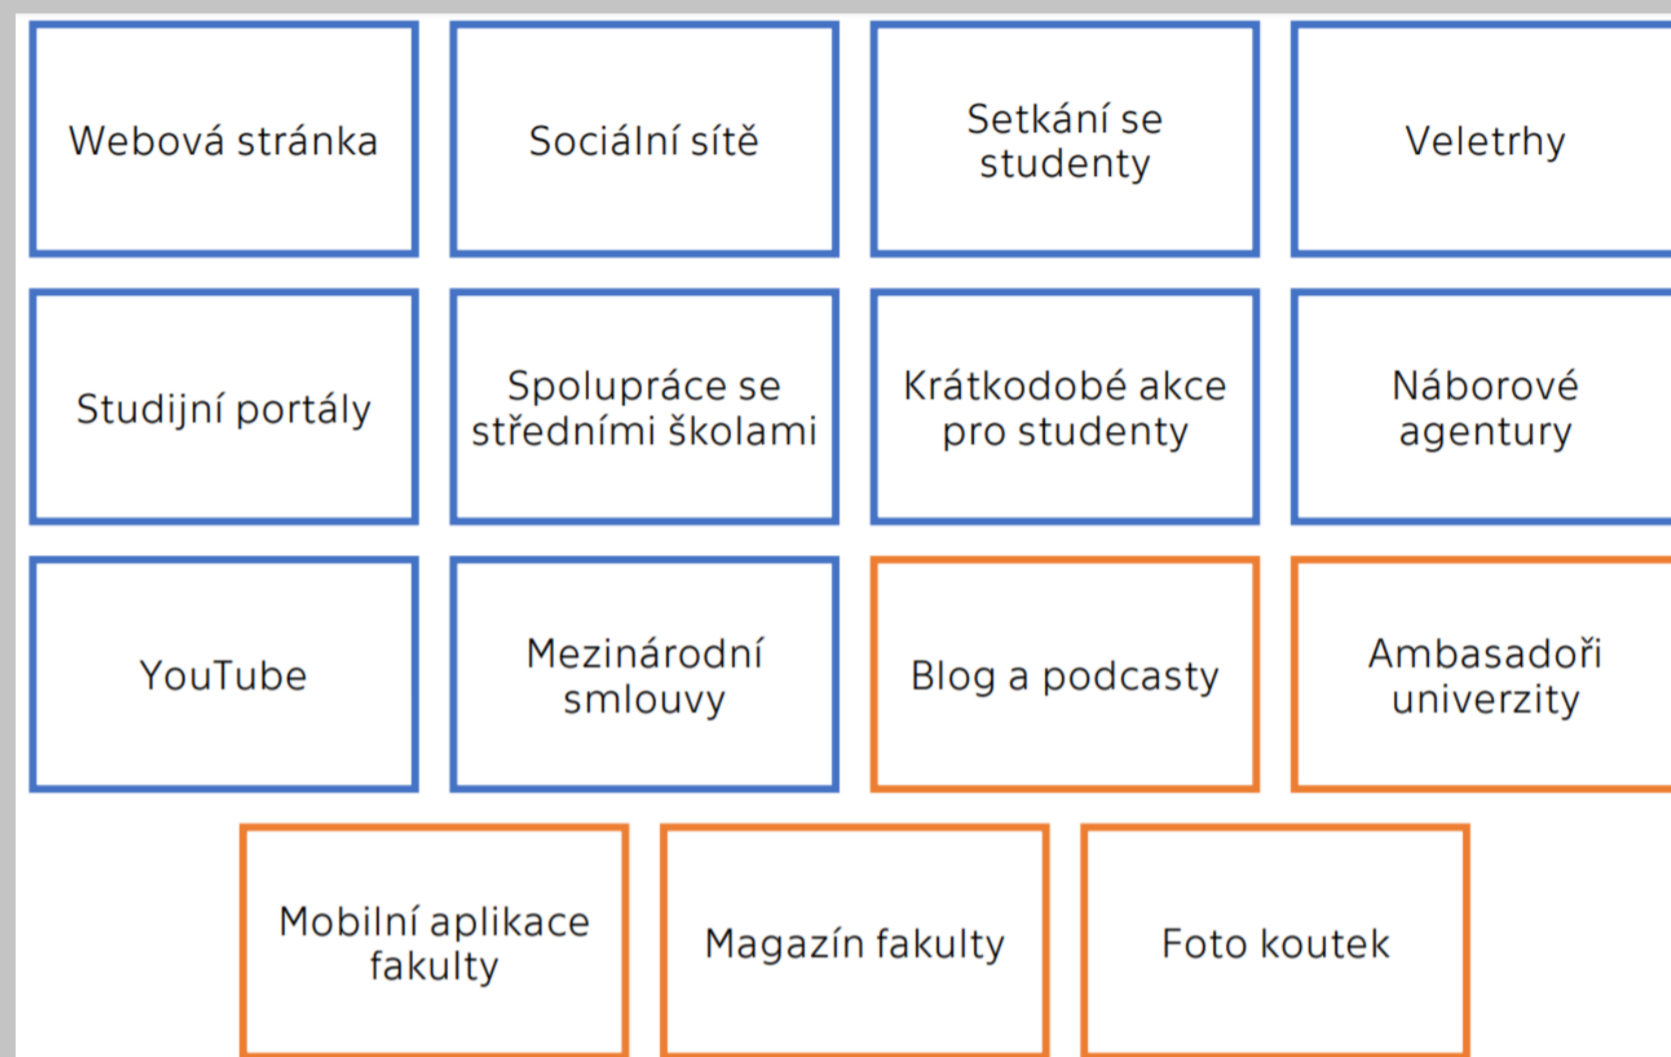 Webová stránka
Sociální sítě
Setkání se
studenty
Veletrhy
Studijní portály
Spolupráce se
středními školami
Krátkodobé akce
pro studenty
Náborové
agentury
YouTube
Mezinárodní
smlouvy
Blog a podcasty
Ambasadoři
univerzity
Mobilní aplikace
fakulty
Magazín fakulty
Foto koutek